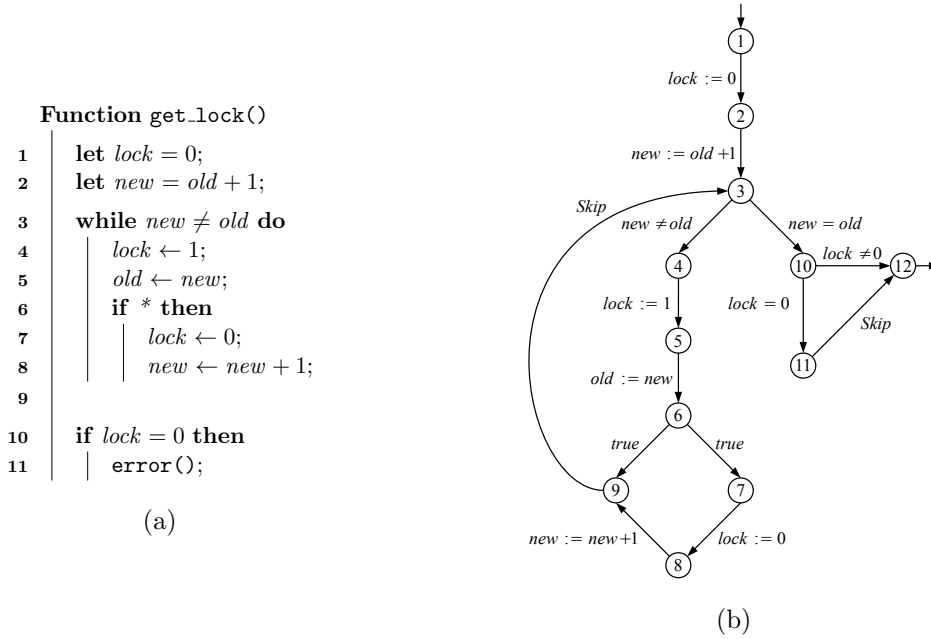 Function get_lock()
1 let lock = 0;
2 let new = old + 1;
3 while new ≠ old do
4 lock ← 1;
5 old ← new;
6 if * then
7 lock ← 0;
8 new ← new + 1;
9
10 if lock = 0 then
11 error();
(a)
1
lock := 0
2
new := old +1
3
Skip
new ≠ old
new = old
4
10
lock ≠0
12
lock := 1
lock = 0
Skip
5
11
old := new
6
true
true
9
7
new := new+1
lock := 0
8
(b)